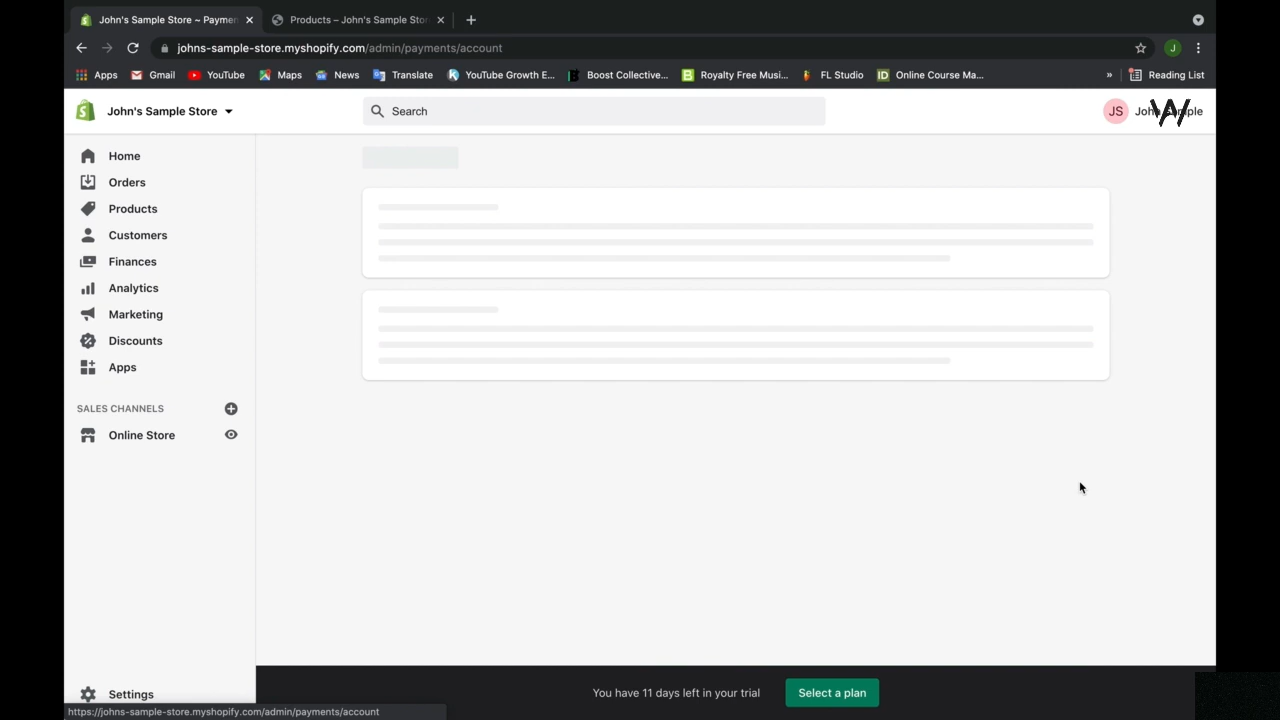 John's Sample Store ~ Paymen
Products – John's Sample Stor
johns-sample-store.myshopify.com/admin/payments/account
J
Apps
Gmail
YouTube
Maps
News
Translate
YouTube Growth E...
Boost Collective...
Royalty Free Musi...
FL Studio
Online Course Ma...
»
Reading List
John's Sample Store
Search
JS
W
Home
Orders
Products
Customers
Finances
Analytics
Marketing
Discounts
Apps
SALES CHANNELS
Online Store
Settings
You have 11 days left in your trial
Select a plan
https://johns-sample-store.myshopify.com/admin/payments/account